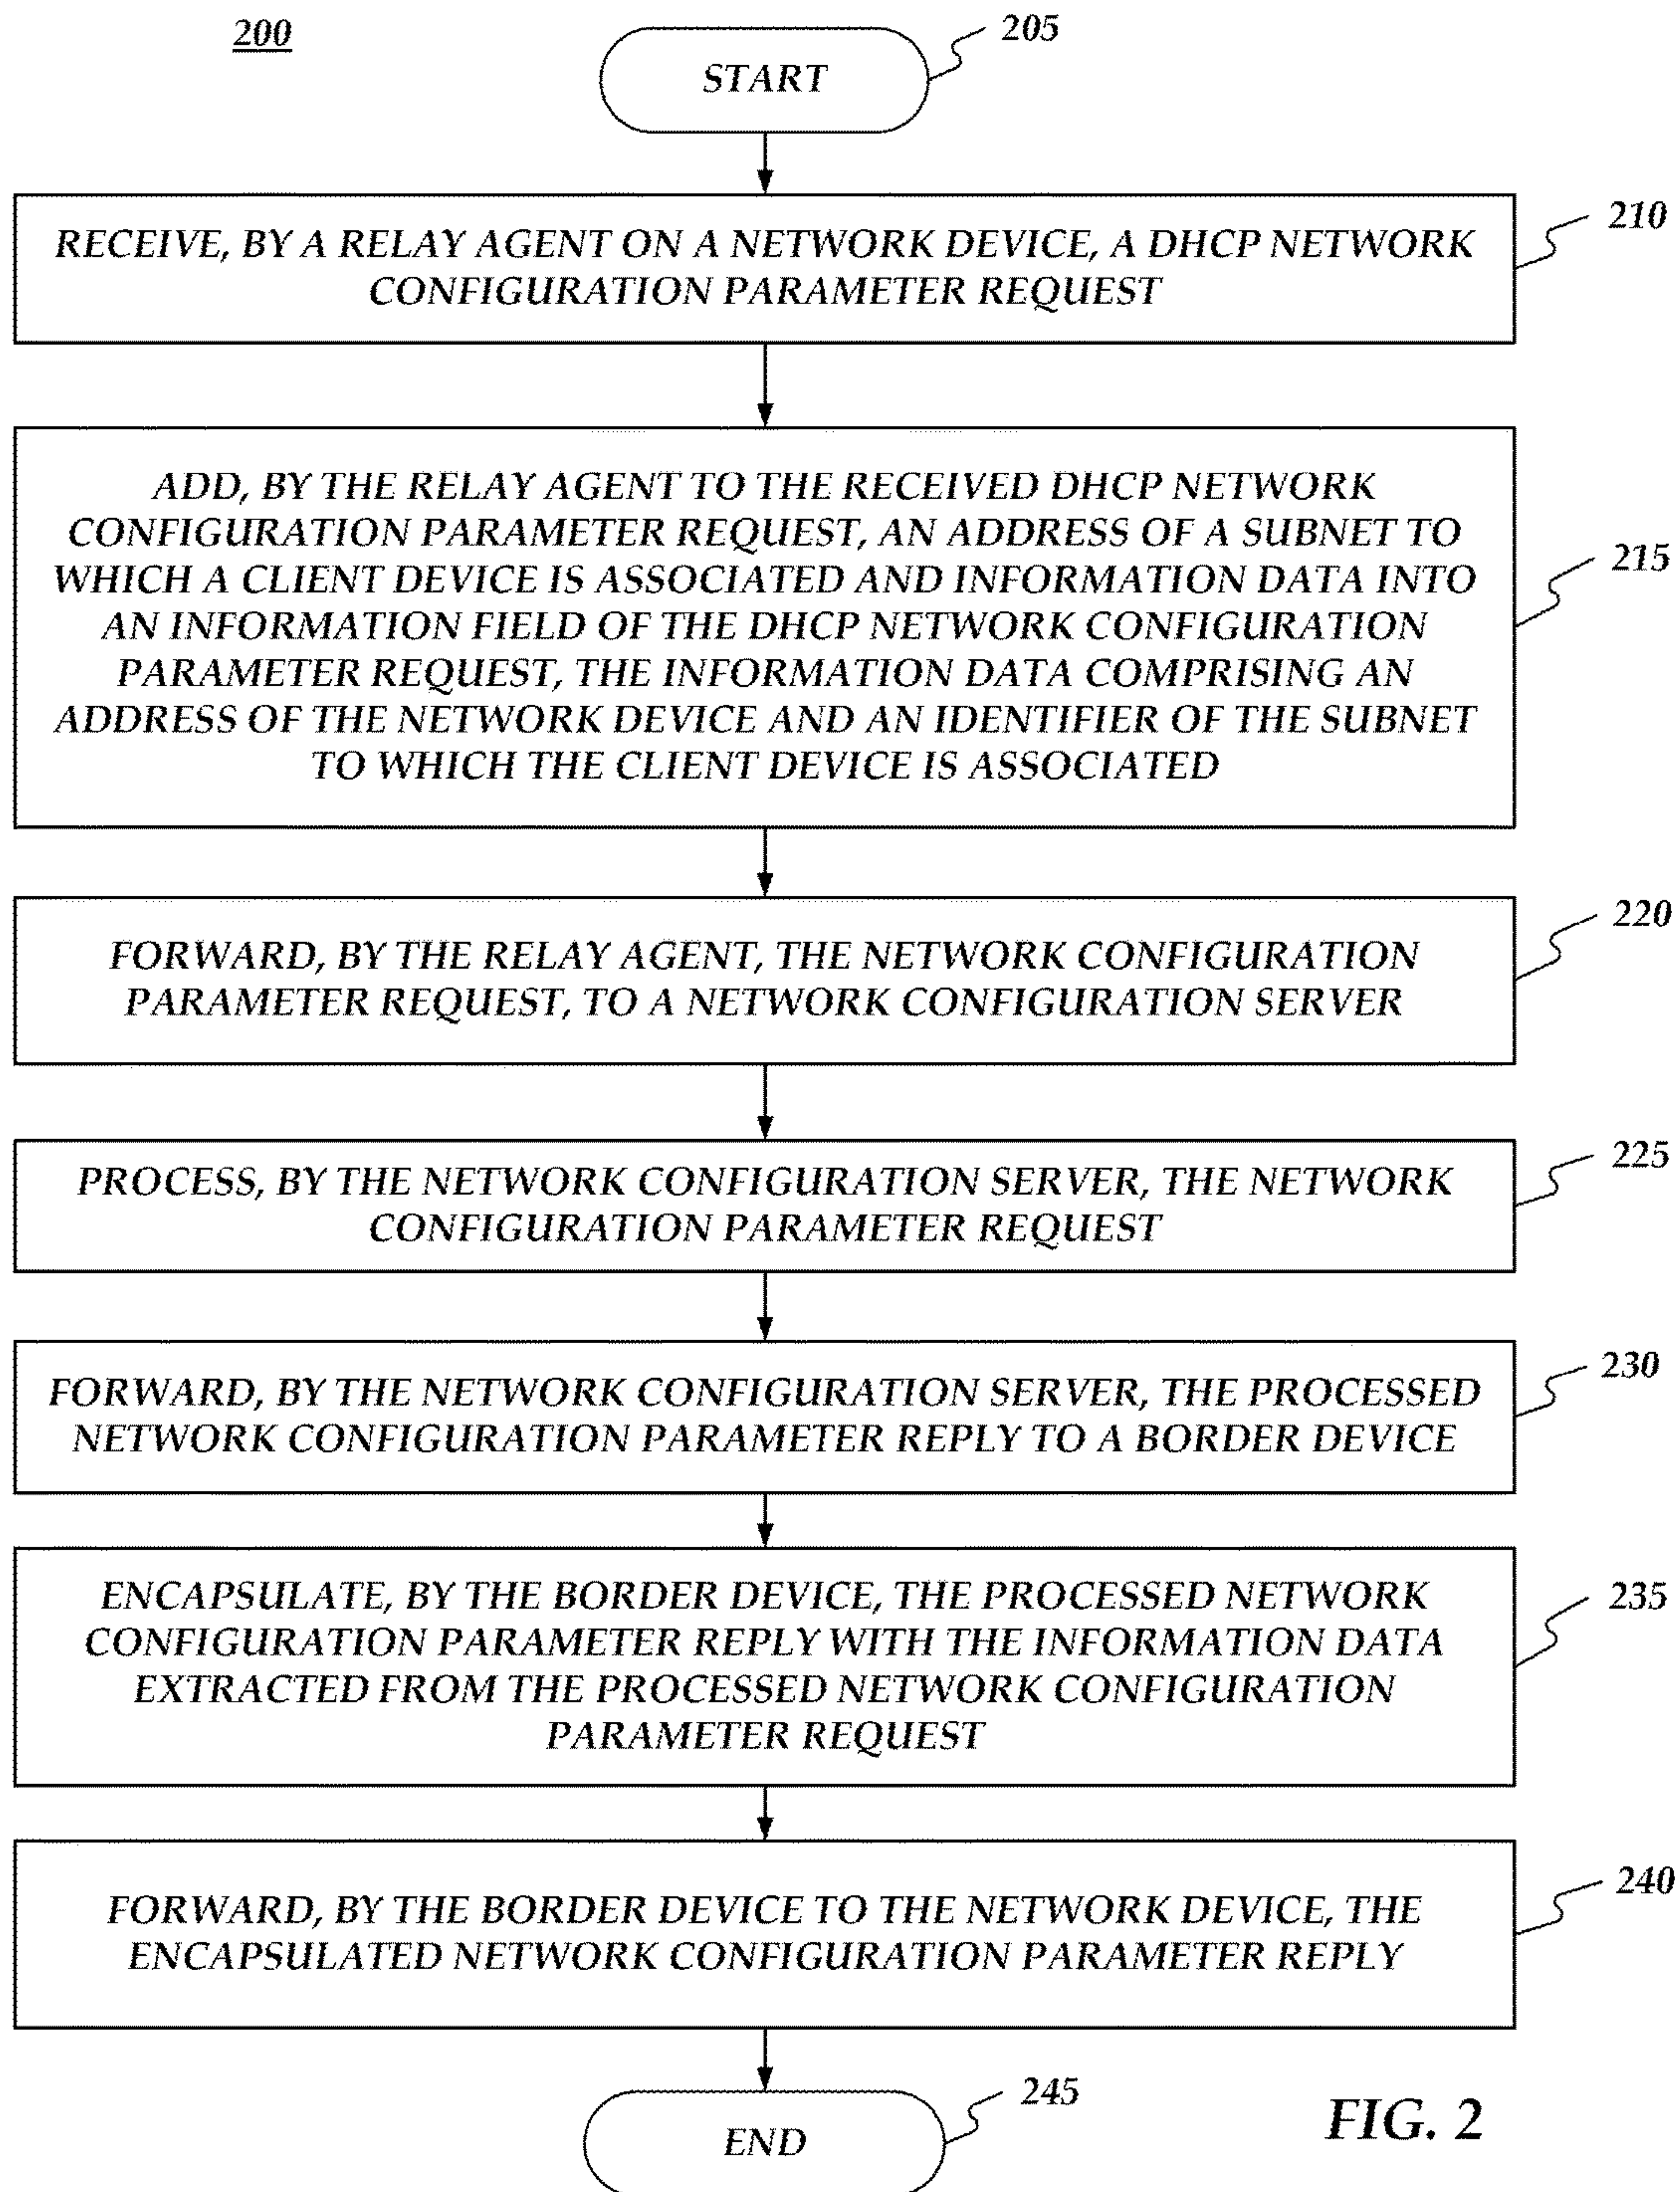 200
205
START
210
RECEIVE, BY A RELAY AGENT ON A NETWORK DEVICE, A DHCP NETWORK
CONFIGURATION PARAMETER REQUEST
ADD, BY THE RELAY AGENT TO THE RECEIVED DHCP NETWORK
CONFIGURATION PARAMETER REQUEST, AN ADDRESS OF A SUBNET TO
WHICH A CLIENT DEVICE IS ASSOCIATED AND INFORMATION DATA INTO
AN INFORMATION FIELD OF THE DHCP NETWORK CONFIGURATION
PARAMETER REQUEST, THE INFORMATION DATA COMPRISING AN
ADDRESS OF THE NETWORK DEVICE AND AN IDENTIFIER OF THE SUBNET
TO WHICH THE CLIENT DEVICE IS ASSOCIATED
215
220
FORWARD, BY THE RELAY AGENT, THE NETWORK CONFIGURATION
PARAMETER REQUEST, TO A NETWORK CONFIGURATION SERVER
225
PROCESS, BY THE NETWORK CONFIGURATION SERVER, THE NETWORK
CONFIGURATION PARAMETER REQUEST
230
FORWARD, BY THE NETWORK CONFIGURATION SERVER, THE PROCESSED
NETWORK CONFIGURATION PARAMETER REPLY TO A BORDER DEVICE
235
ENCAPSULATE, BY THE BORDER DEVICE, THE PROCESSED NETWORK
CONFIGURATION PARAMETER REPLY WITH THE INFORMATION DATA
EXTRACTED FROM THE PROCESSED NETWORK CONFIGURATION
PARAMETER REQUEST
240
FORWARD, BY THE BORDER DEVICE TO THE NETWORK DEVICE, THE
ENCAPSULATED NETWORK CONFIGURATION PARAMETER REPLY
245
END
FIG. 2